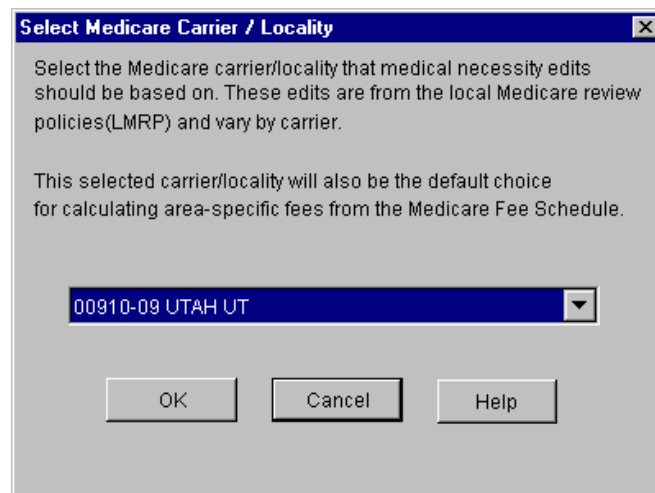 Select Medicare Carrier / Locality
Select the Medicare carrier/locality that medical necessity edits
should be based on. These edits are from the local Medicare review
policies(LMRP) and vary by carrier.
This selected carrier/locality will also be the default choice
for calculating area-specific fees from the Medicare Fee Schedule.
00910-09 UTAH UT
OK Cancel Help